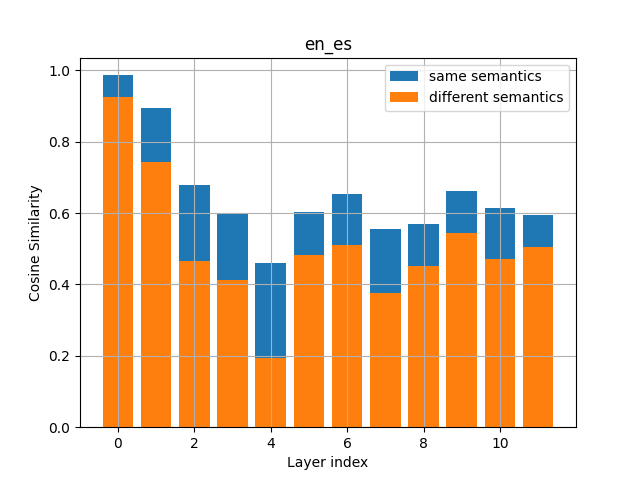 en_es
same semantics
different semantics
Cosine Similarity
1.0
0.8
0.6
0.4
0.2
0.0
0 2 4 6 8 10
Layer index